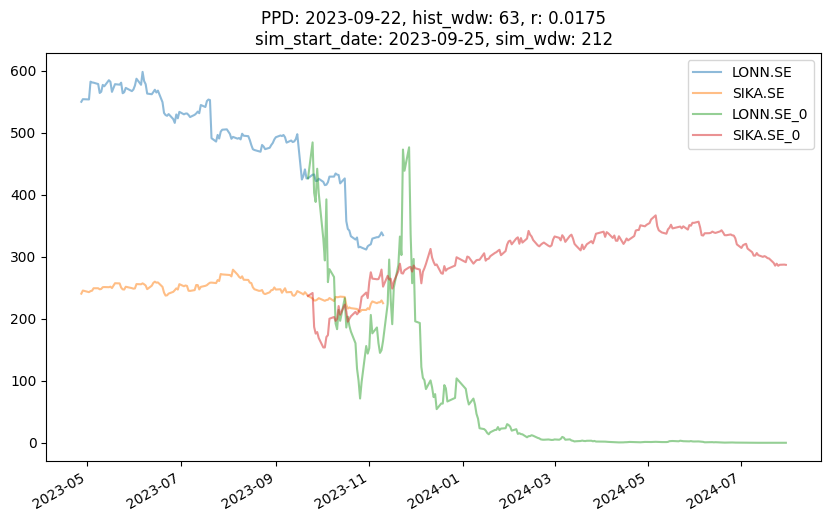 PPD: 2023-09-22, hist_wdw: 63, r: 0.0175
sim_start_date: 2023-09-25, sim_wdw: 212
LONN.SE
SIKA.SE
LONN.SE_0
SIKA.SE_0
600
500
400
300
200
100
0
2023-05
2023-07
2023-09
2023-11
2024-01
2024-03
2024-05
2024-07